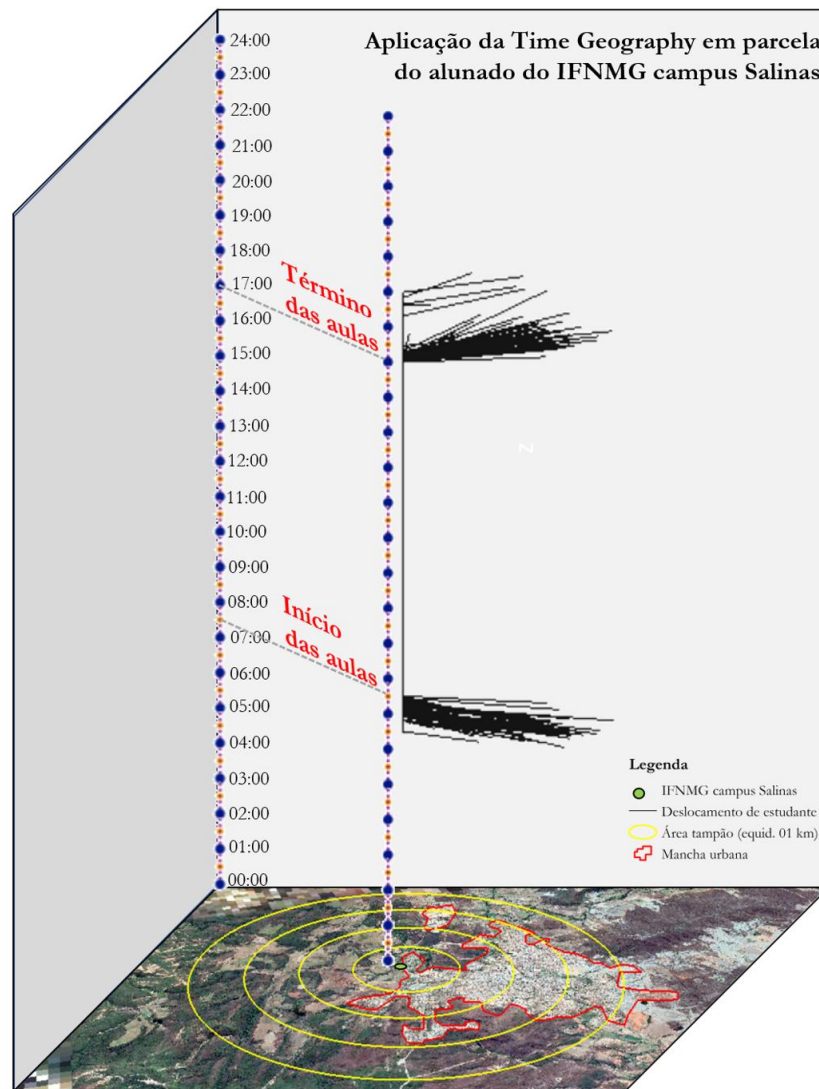 Aplicação da Time Geography em parcela
do alunado do IFNMG campus Salinas
24:00
23:00
22:00
21:00
20:00
19:00
18:00
17:00
16:00
15:00
14:00
13:00
12:00
11:00
10:00
09:00
08:00
07:00
06:00
05:00
04:00
03:00
02:00
01:00
00:00
Término
das aulas
Início
das aulas
Z
Legenda
IFNMG campus Salinas
Deslocamento de estudante
Área tampão (equid. 01 km)
Mancha urbana